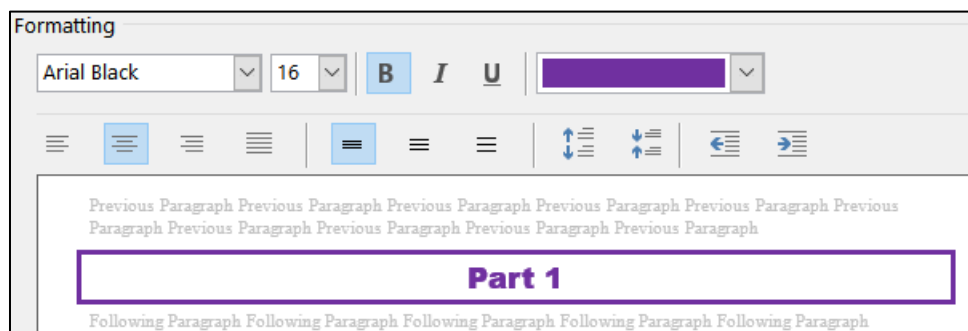 Formatting
Arial Black 16 B I U
Previous Paragraph Previous Paragraph Previous Paragraph Previous Paragraph Previous Paragraph Previous
Paragraph Previous Paragraph Previous Paragraph Previous Paragraph Previous Paragraph
Part 1
Following Paragraph Following Paragraph Following Paragraph Following Paragraph Following Paragraph